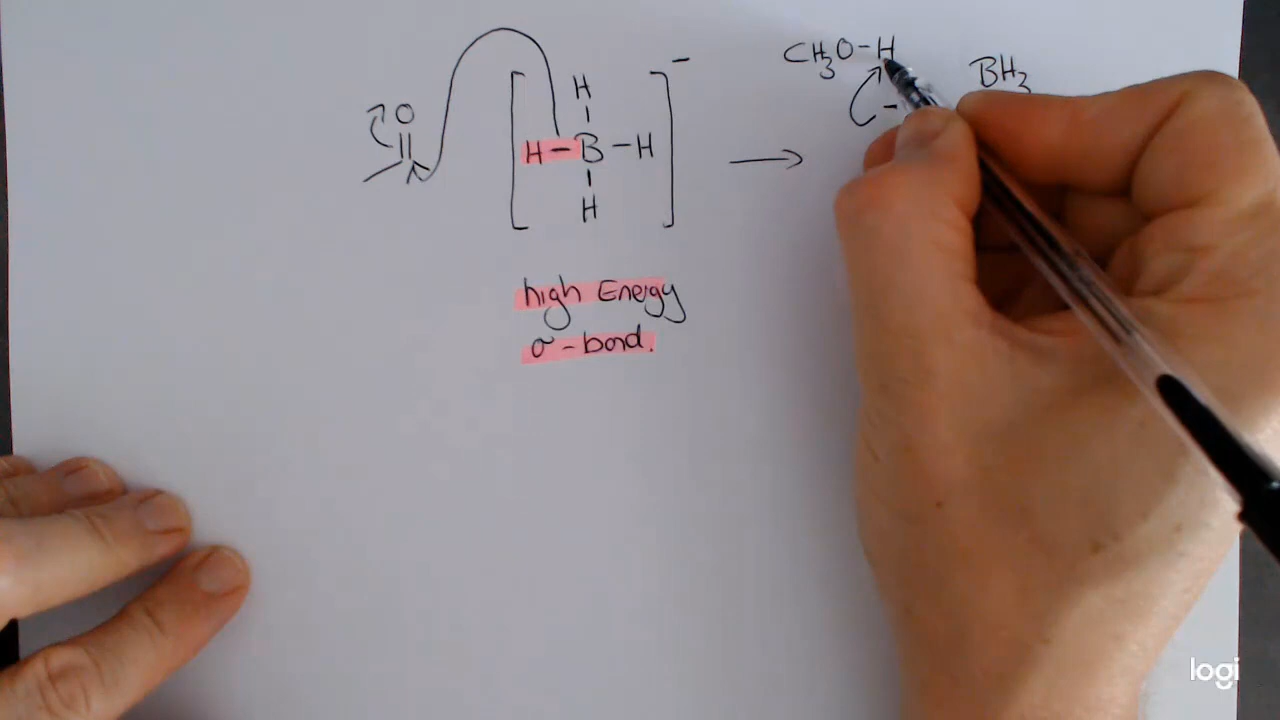 CH₃O-H
BH₃
O
H
H-B-H
H
high Energy
σ-bond.
logi